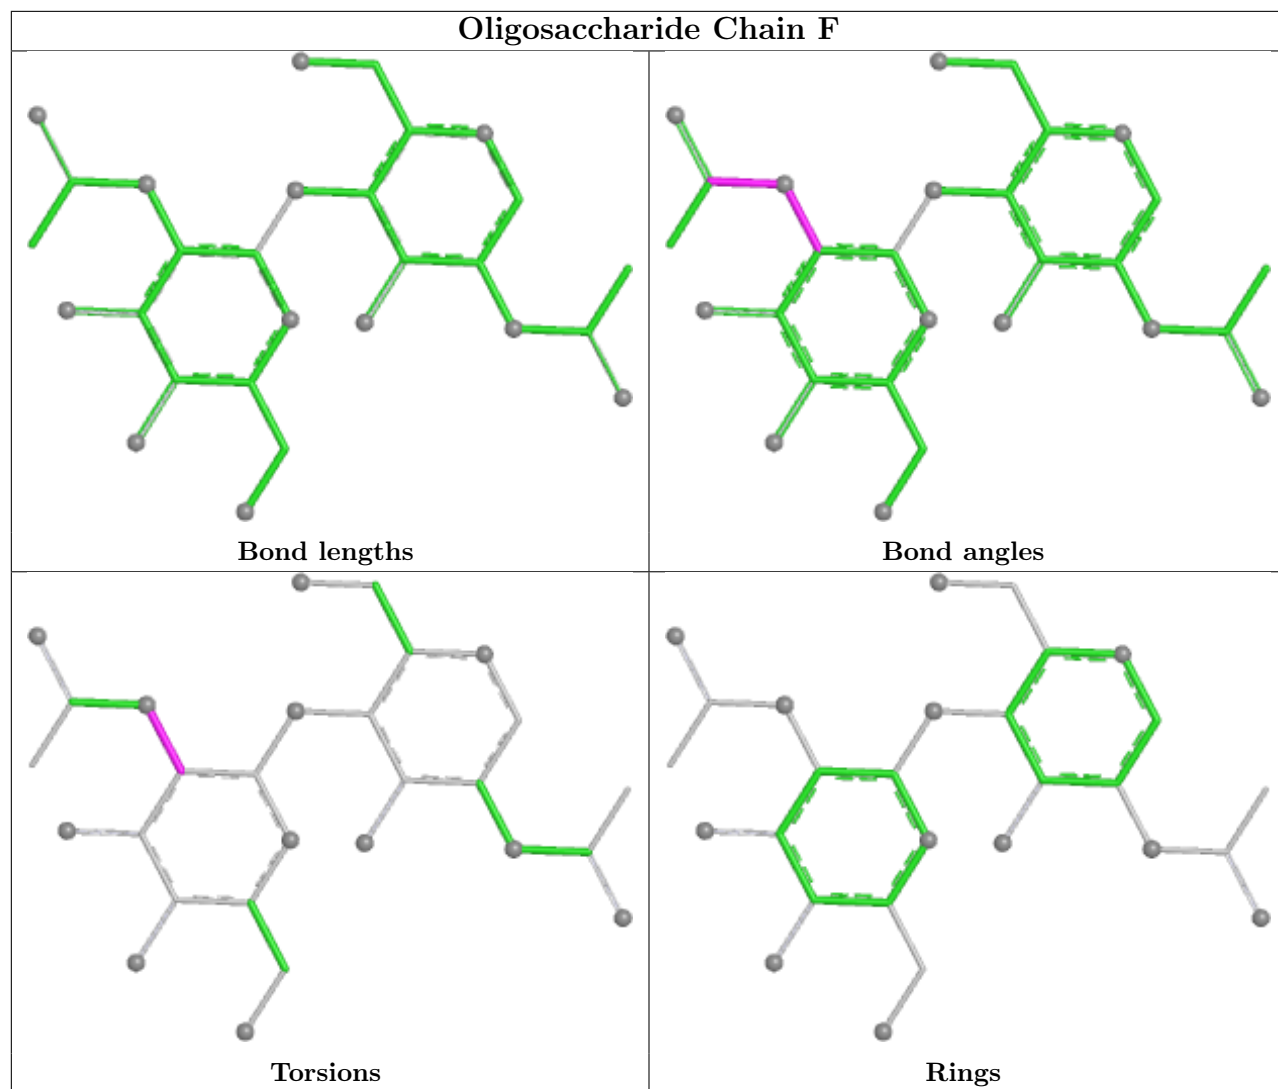 Oligosaccharide Chain F
Bond lengths
Bond angles
Torsions
Rings